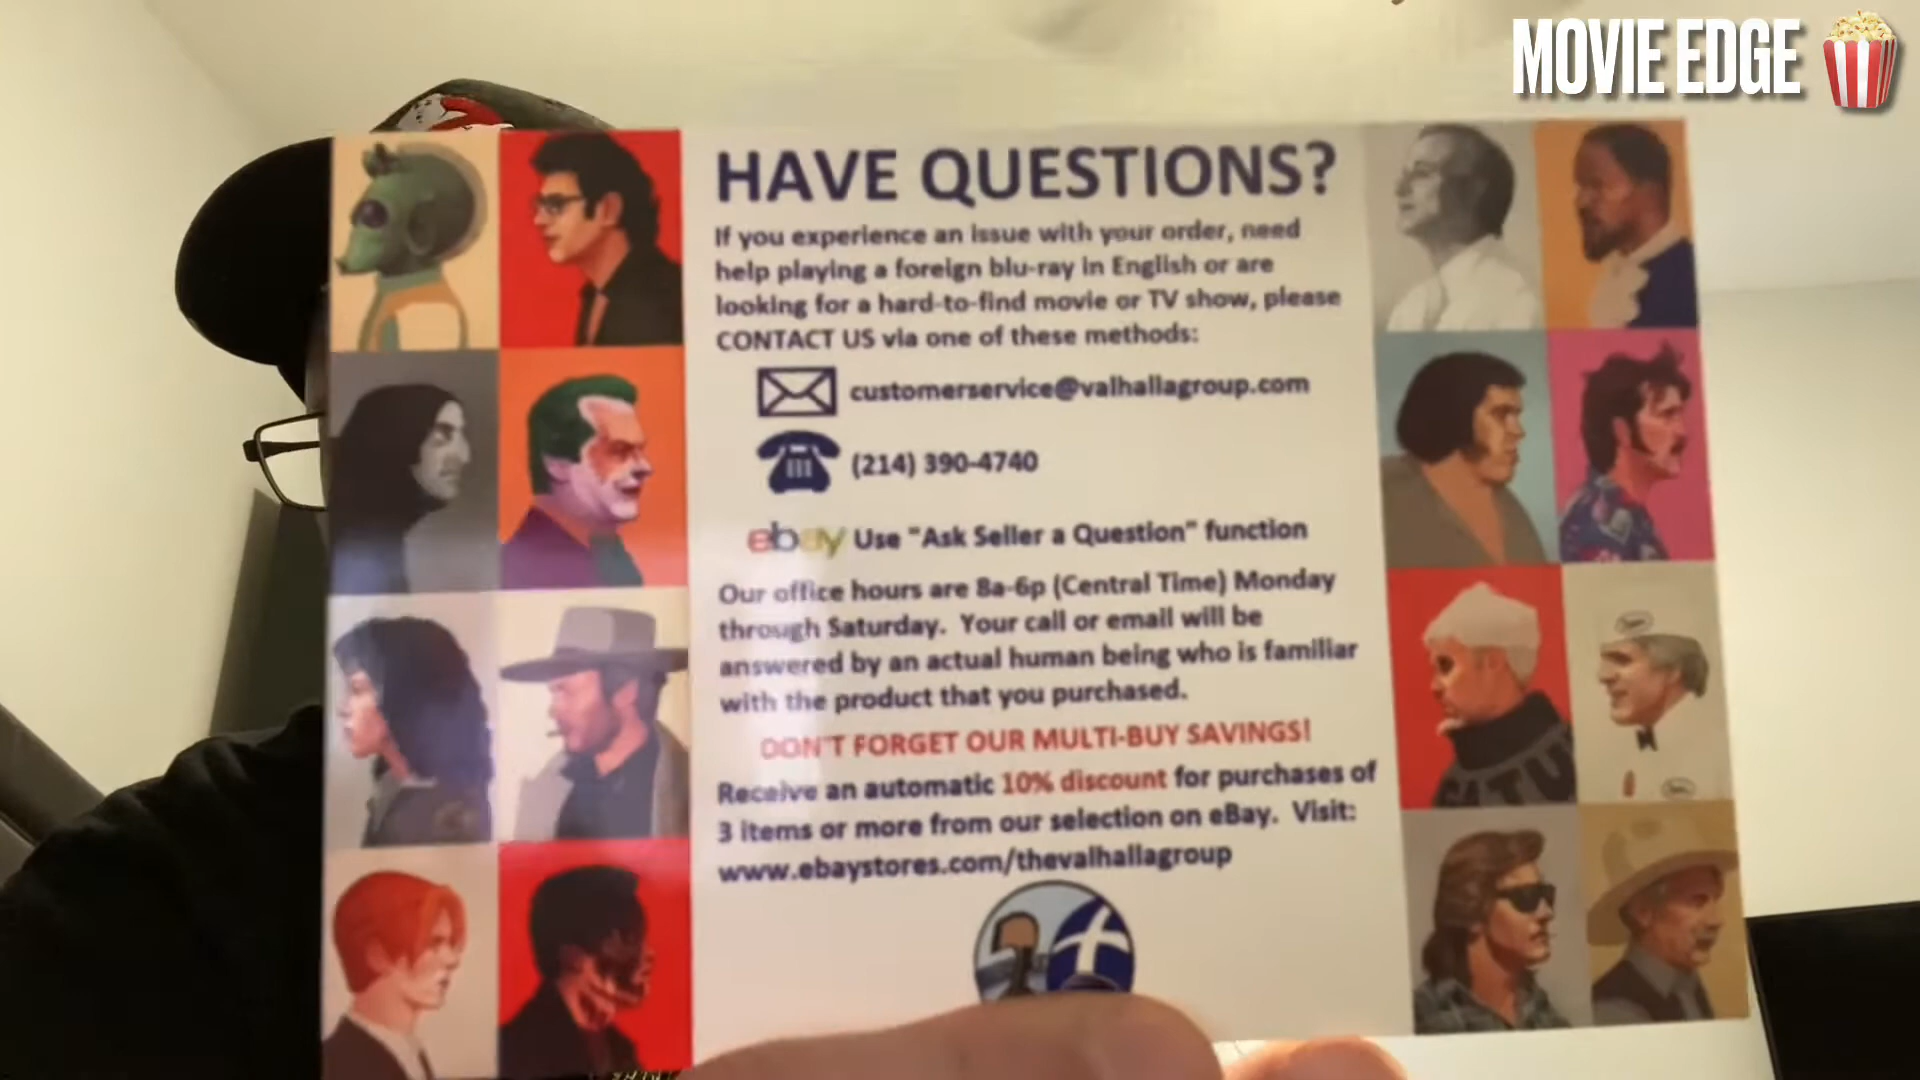 MOVIE EDGE
HAVE QUESTIONS?
If you experience an issue with your order, need
help playing a foreign blu-ray in English or are
looking for a hard-to-find movie or TV show, please
CONTACT US via one of these methods:
customerservice@valhallagroup.com
(214) 390-4740
ebay Use "Ask Seller a Question" function
Our office hours are 8a-6p (Central Time) Monday
through Saturday. Your call or email will be
answered by an actual human being who is familiar
with the product that you purchased.
DON'T FORGET OUR MULTI-BUY SAVINGS!
Receive an automatic 10% discount for purchases of
3 items or more from our selection on eBay. Visit:
www.ebaystores.com/thevalhallagroup